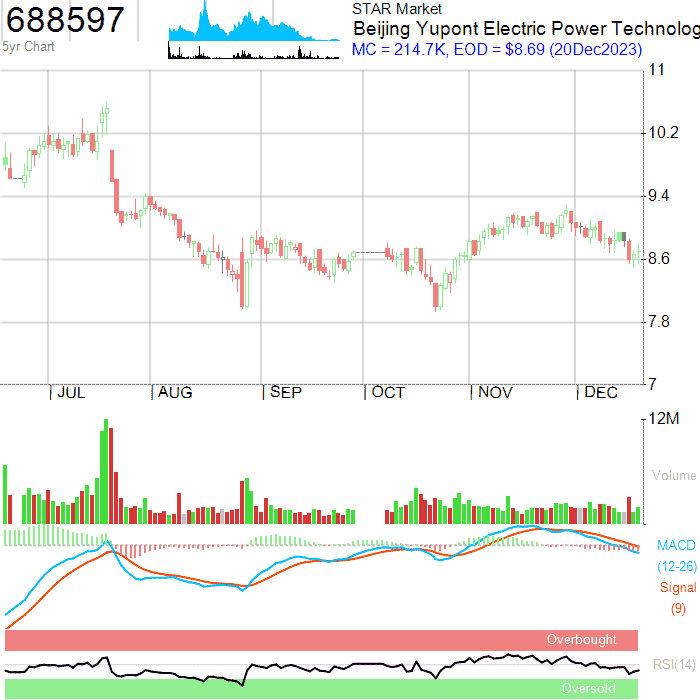 688597
5yr Chart
STAR Market
Beijing Yupont Electric Power Technolog
MC = 214.7K, EOD = $8.69 (20Dec2023)
11
10.2
9.4
8.6
7.8
7
JUL
AUG
SEP
OCT
NOV
DEC
12M
Volume
MACD
(12-26)
Signal
(9)
Overbought
RSI(14)
Oversold